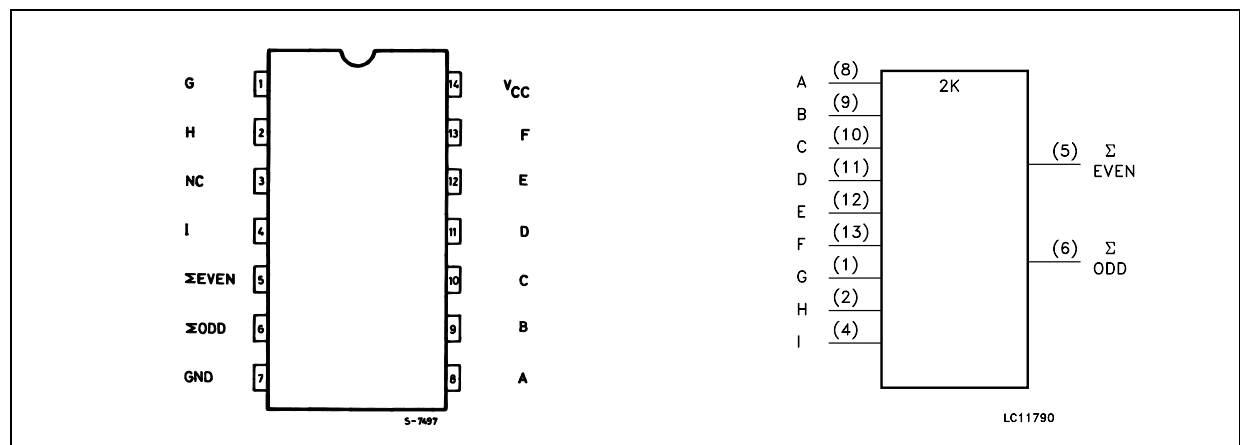 G 1 14 VCC
H 2 13 F
NC 3 12 E
I 4 11 D
ΣEVEN 5 10 C
ΣODD 6 9 B
GND 7 8 A
S-7497
2K
A (8)
B (9)
C (10)
D (11)
E (12)
F (13)
G (1)
H (2)
I (4)
(5) Σ
EVEN
(6) Σ
ODD
LC11790